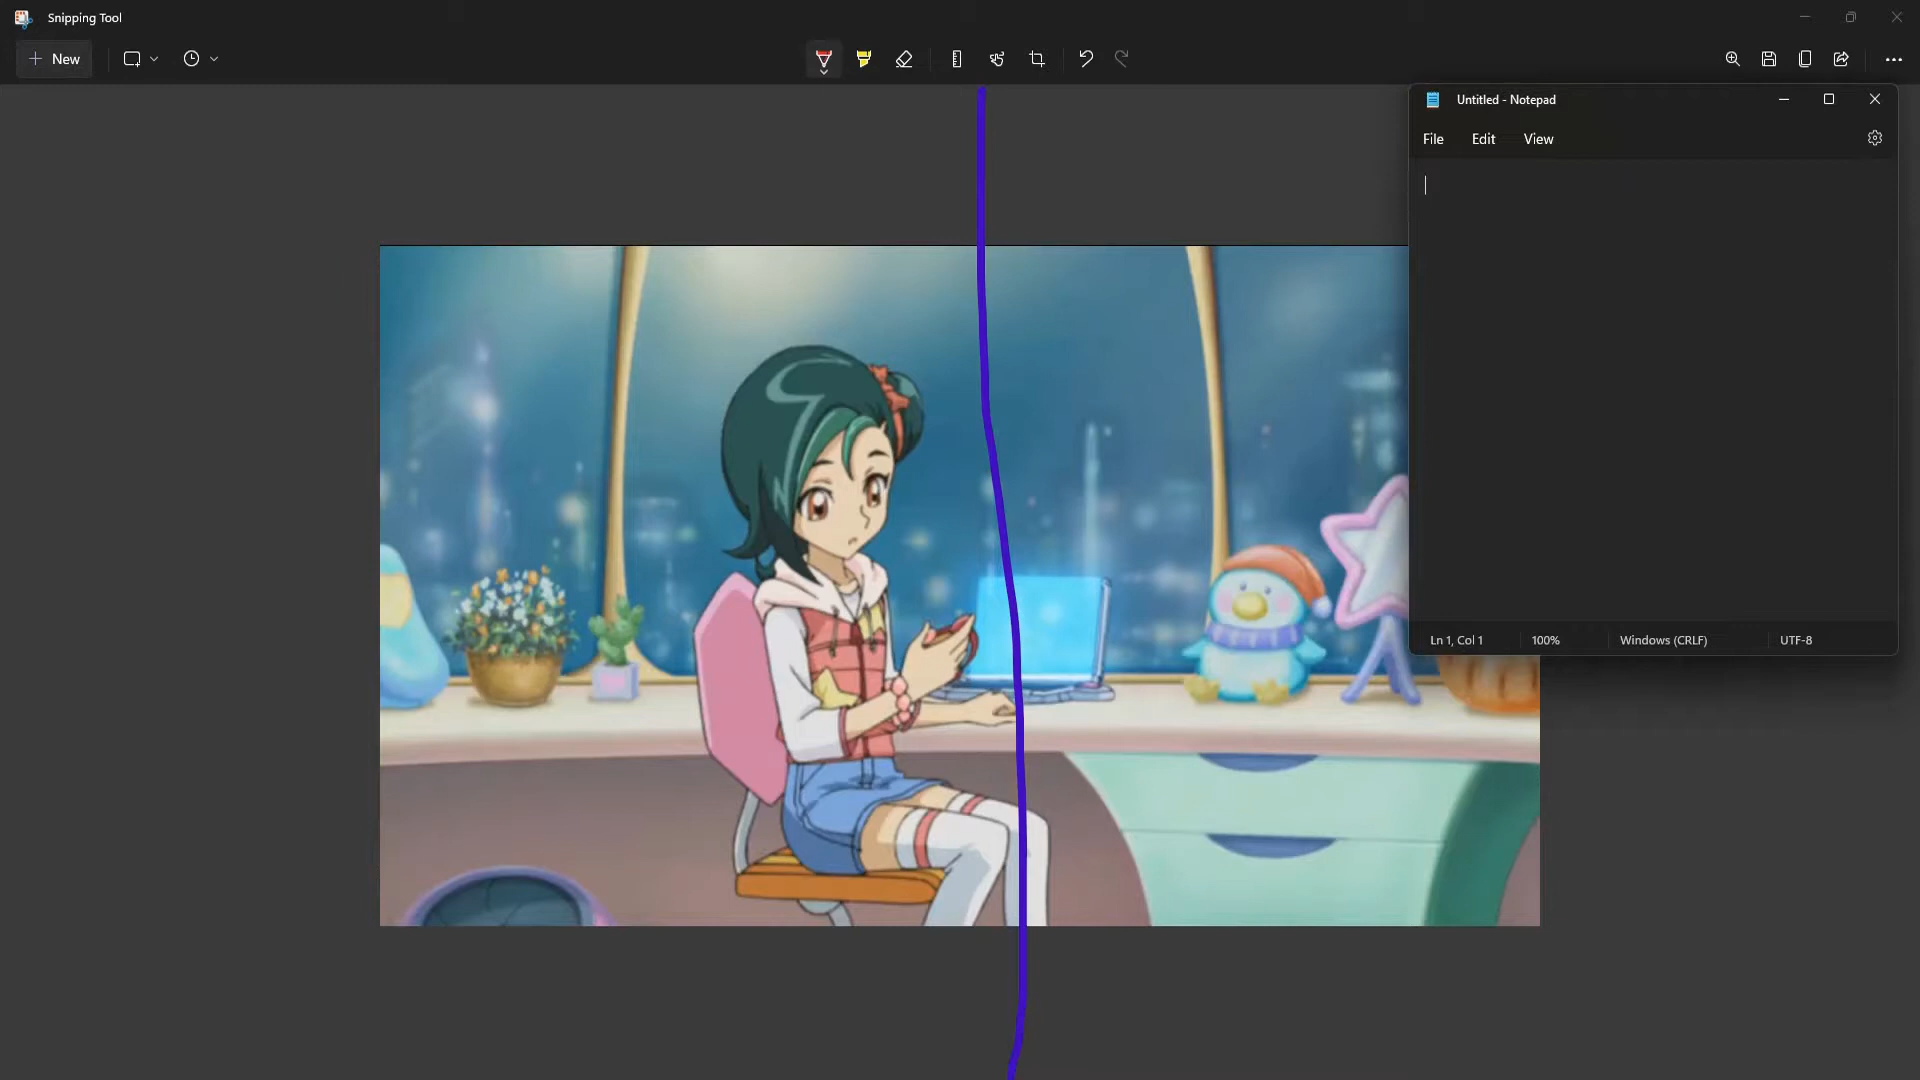 Snipping Tool
New
Untitled - Notepad
File Edit View
Ln 1, Col 1 100% Windows (CRLF) UTF-8